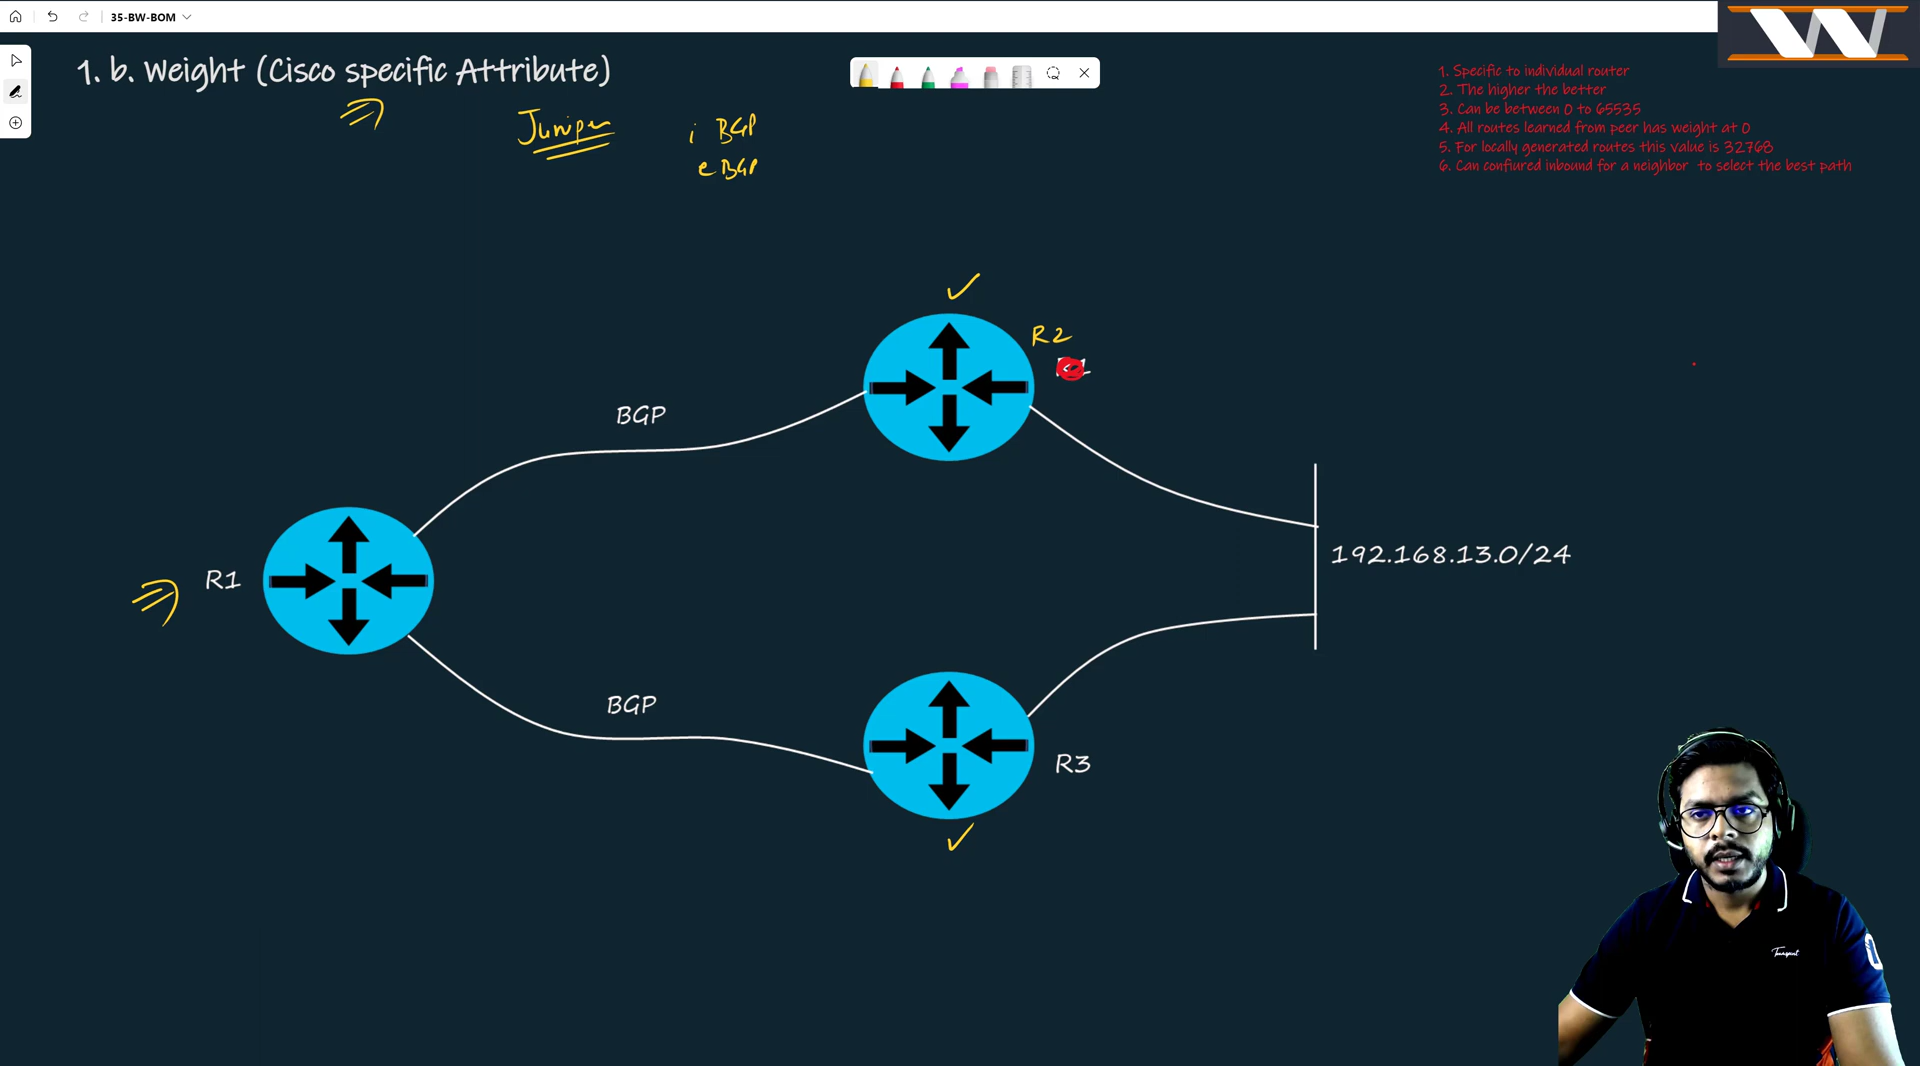 35-BW-BOM
1. b. Weight (Cisco specific Attribute)
Juniper
i BGP
e BGP
1. Specific to individual router
2. The higher the better
3. Can be between 0 to 65535
4. All routes learned from peer has weight at 0
5. For locally generated routes this value is 32768
6. Can confiured inbound for a neighbor to select the best path
R2
BGP
192.168.13.0/24
R1
BGP
R3